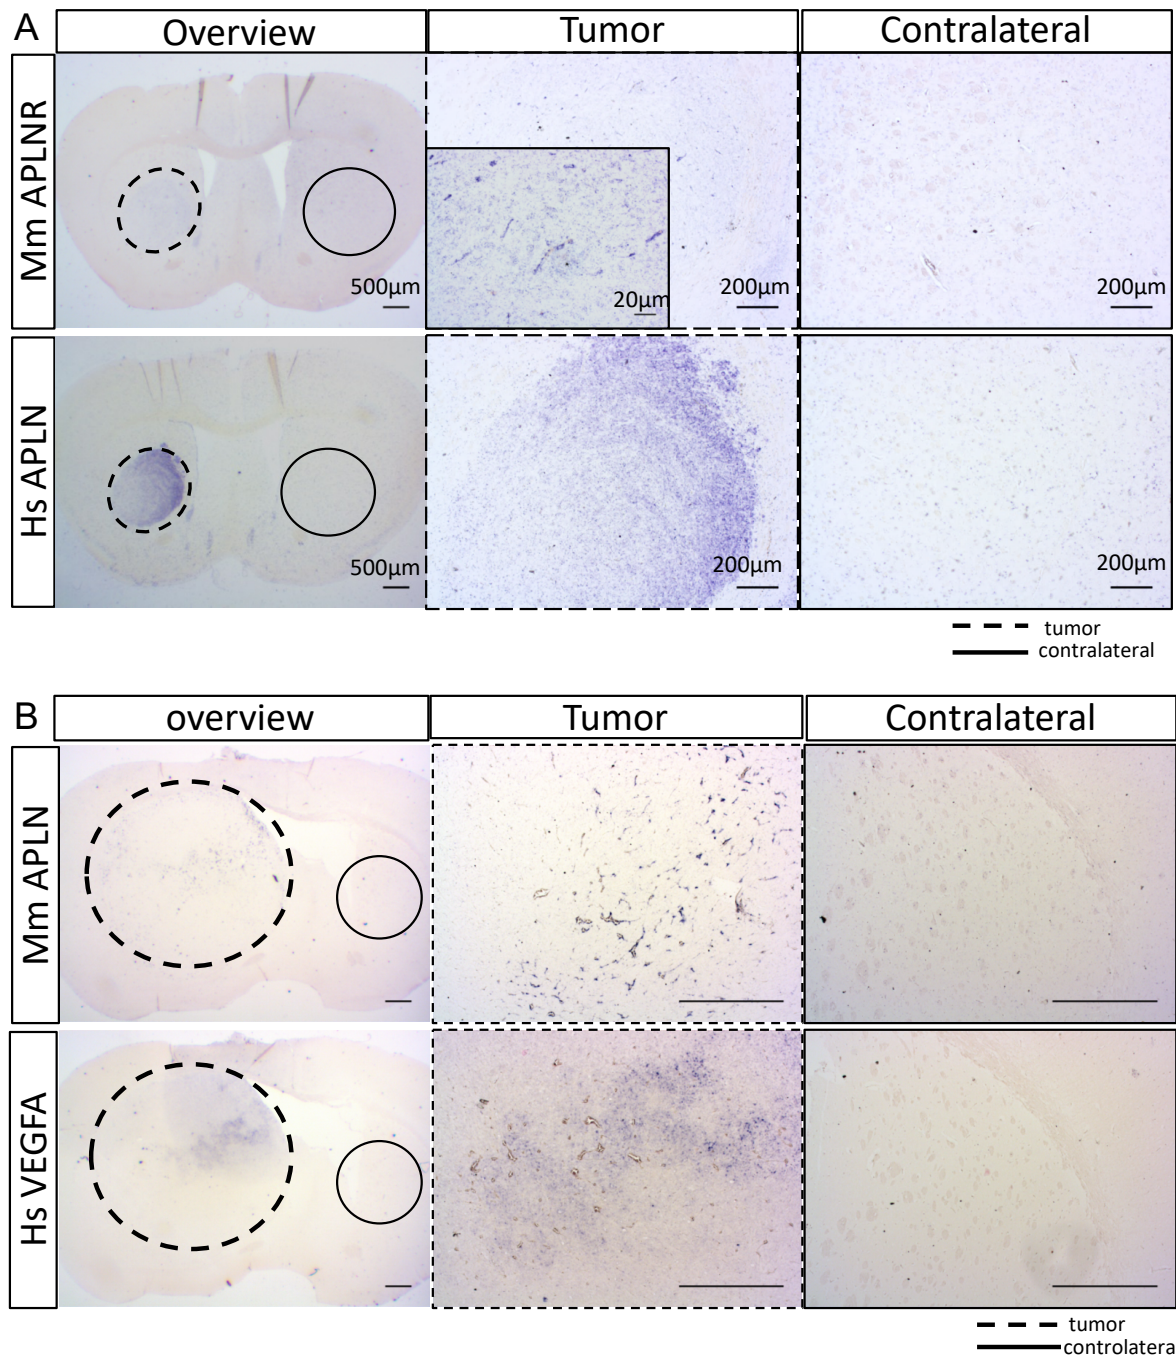 A
Overview
Tumor
Contralateral
Mm APLNR
500µm
20µm
200µm
200µm
Hs APLN
500µm
200µm
200µm
tumor
contralateral
B
overview
Tumor
Contralateral
Mm APLN
Hs VEGFA
tumor
controlatera